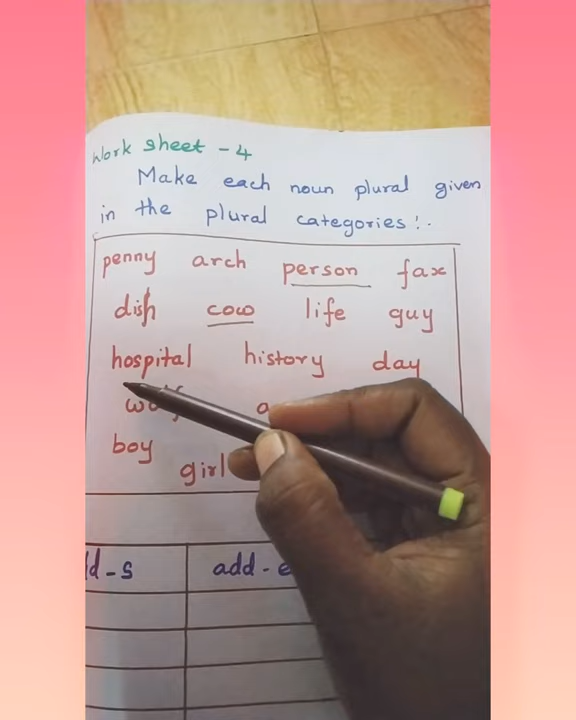 Work sheet - 4
Make each noun plural given
in the plural categories:.
penny arch person fax
dish cow life guy
hospital history day
boy
girl
add-